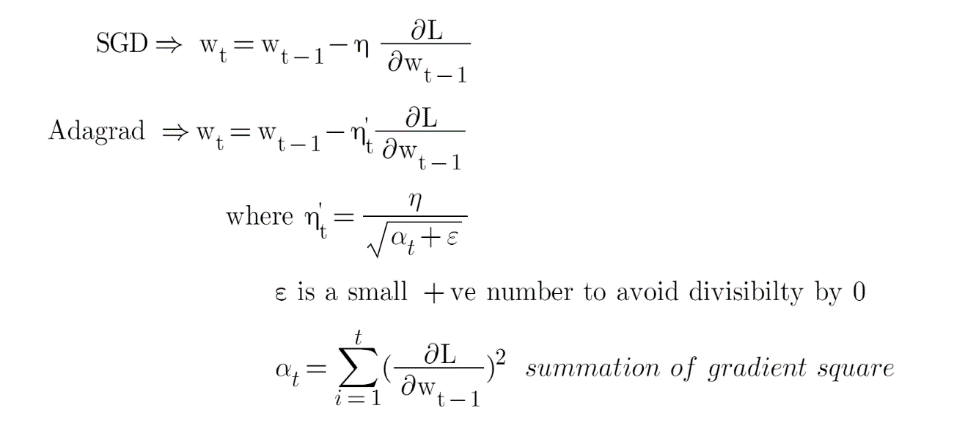 SGD ⇒ w_t = w_{t−1} − η ∂L/∂w_{t−1}
Adagrad ⇒ w_t = w_{t−1} − η'_t ∂L/∂w_{t−1}
where η'_t = η/√(α_t + ε)
ε is a small +ve number to avoid divisibilty by 0
α_t = ∑_{i=1}^{t} (∂L/∂w_{t−1})² summation of gradient square